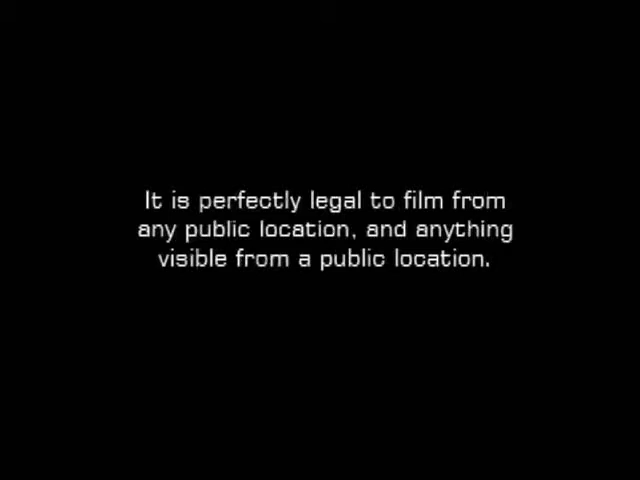 It is perfectly legal to film from
any public location, and anything
visible from a public location.